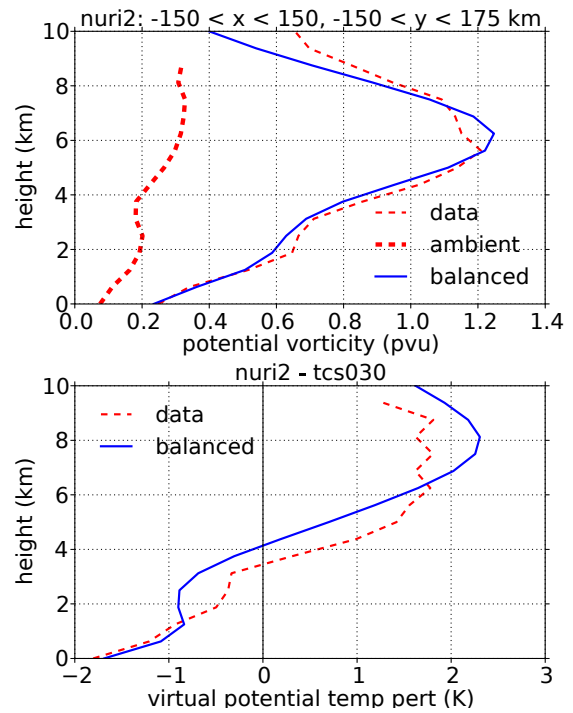 nuri2: -150 < x < 150, -150 < y < 175 km
10
8
6
4
2
0
height (km)
data
ambient
balanced
0.0 0.2 0.4 0.6 0.8 1.0 1.2 1.4
potential vorticity (pvu)
nuri2 - tcs030
10
8
6
4
2
0
height (km)
data
balanced
−2 −1 0 1 2 3
virtual potential temp pert (K)